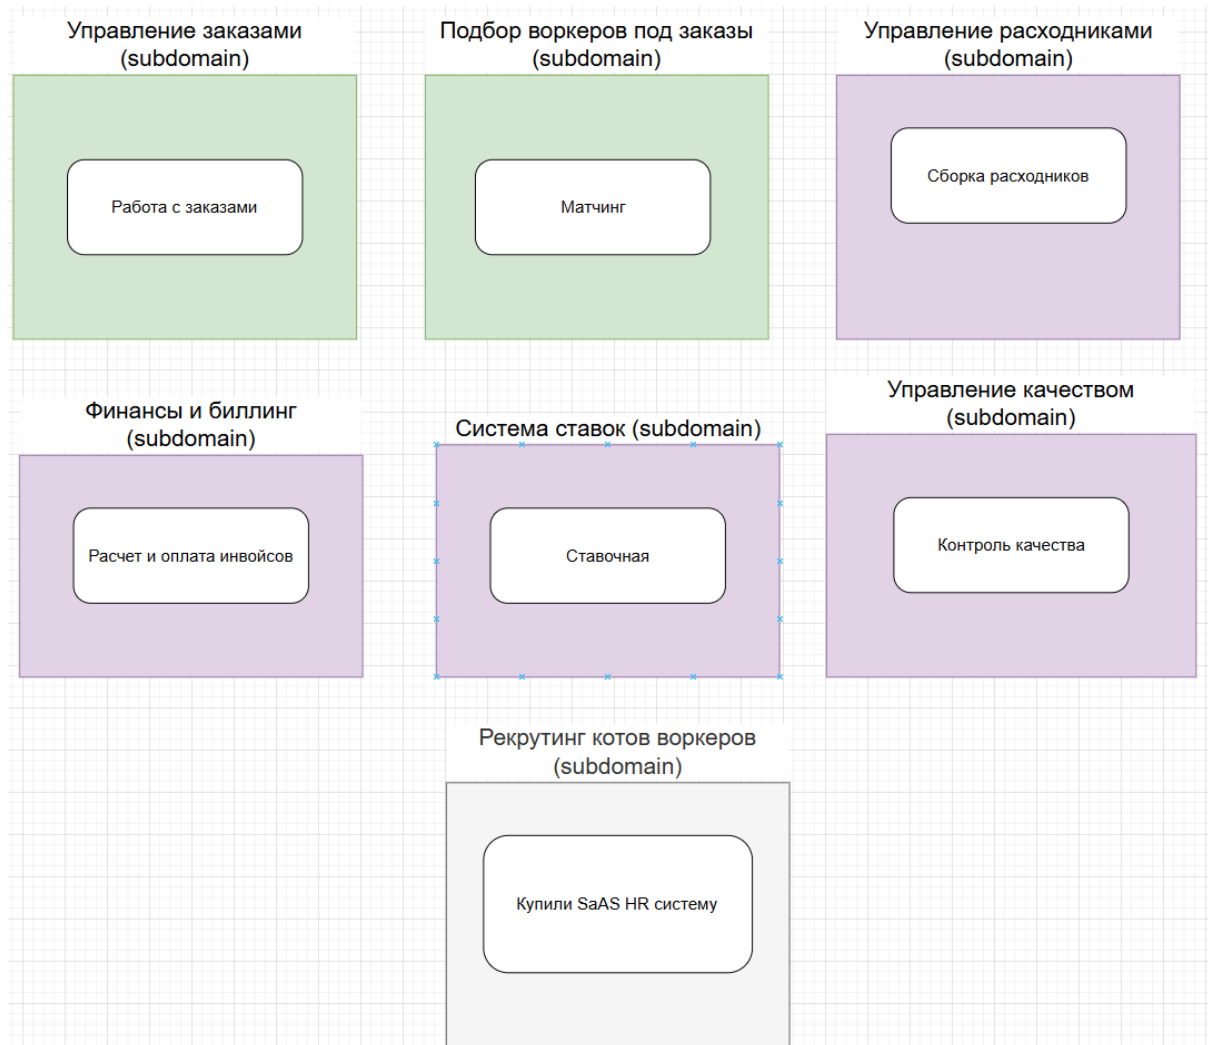 Управление заказами
(subdomain)
Подбор воркеров под заказы
(subdomain)
Управление расходниками
(subdomain)
Работа с заказами
Матчинг
Сборка расходников
Финансы и биллинг
(subdomain)
Система ставок (subdomain)
Управление качеством
(subdomain)
Расчет и оплата инвойсов
Ставочная
Контроль качества
Рекрутинг котов воркеров
(subdomain)
Купили SaAS HR систему